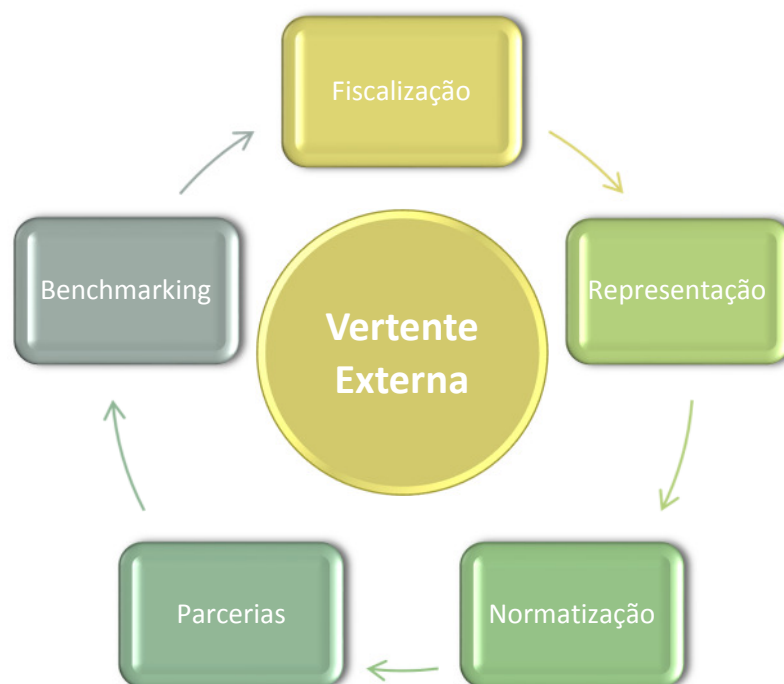 Fiscalização
Representação
Normatização
Parcerias
Benchmarking
Vertente
Externa